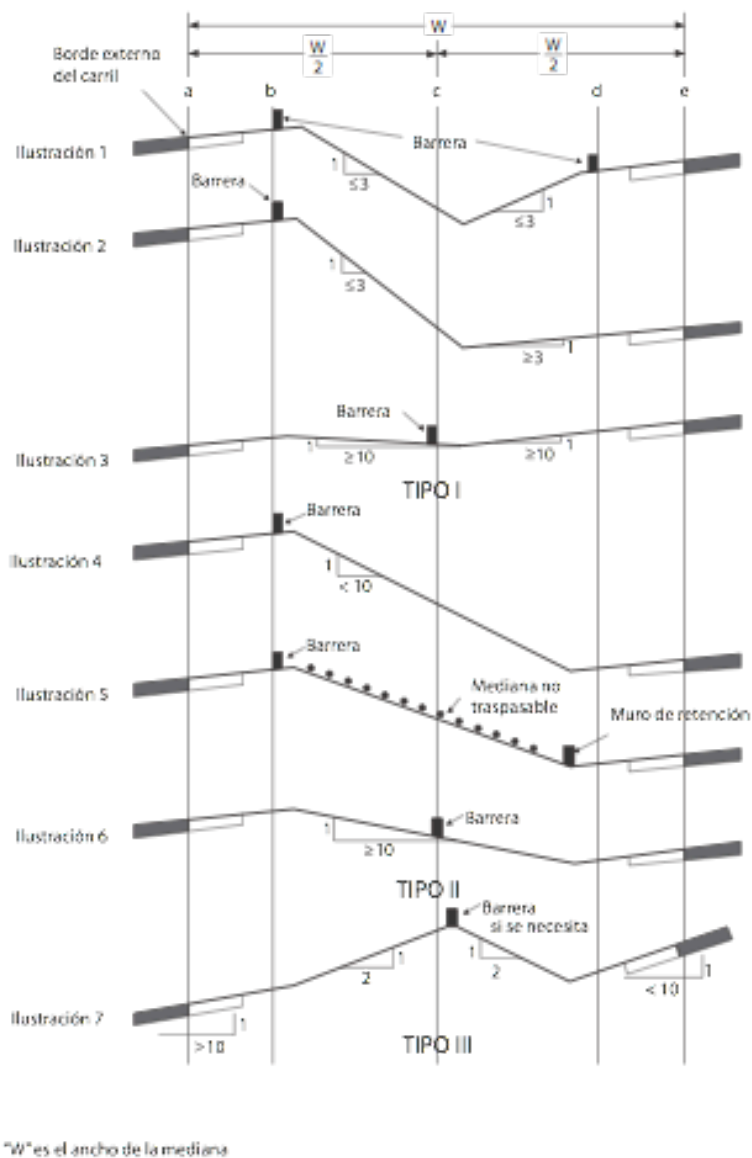 W
W
2
W
2
Borde externo
del carril
a
b
c
d
e
Barrera
Ilustración 1
1
≤3
1
≤3
Barrera
Ilustración 2
1
≤3
1
≥3
Barrera
Ilustración 3
1
≥10
1
≥10
TIPO I
Barrera
Ilustración 4
1
< 10
Barrera
Mediana no
traspasable
Muro de retención
Ilustración 5
Barrera
Ilustración 6
1
≥10
TIPO II
Barrera
si se necesita
1
2
1
2
1
< 10
Ilustración 7
1
>10
TIPO III
"W" es el ancho de la mediana